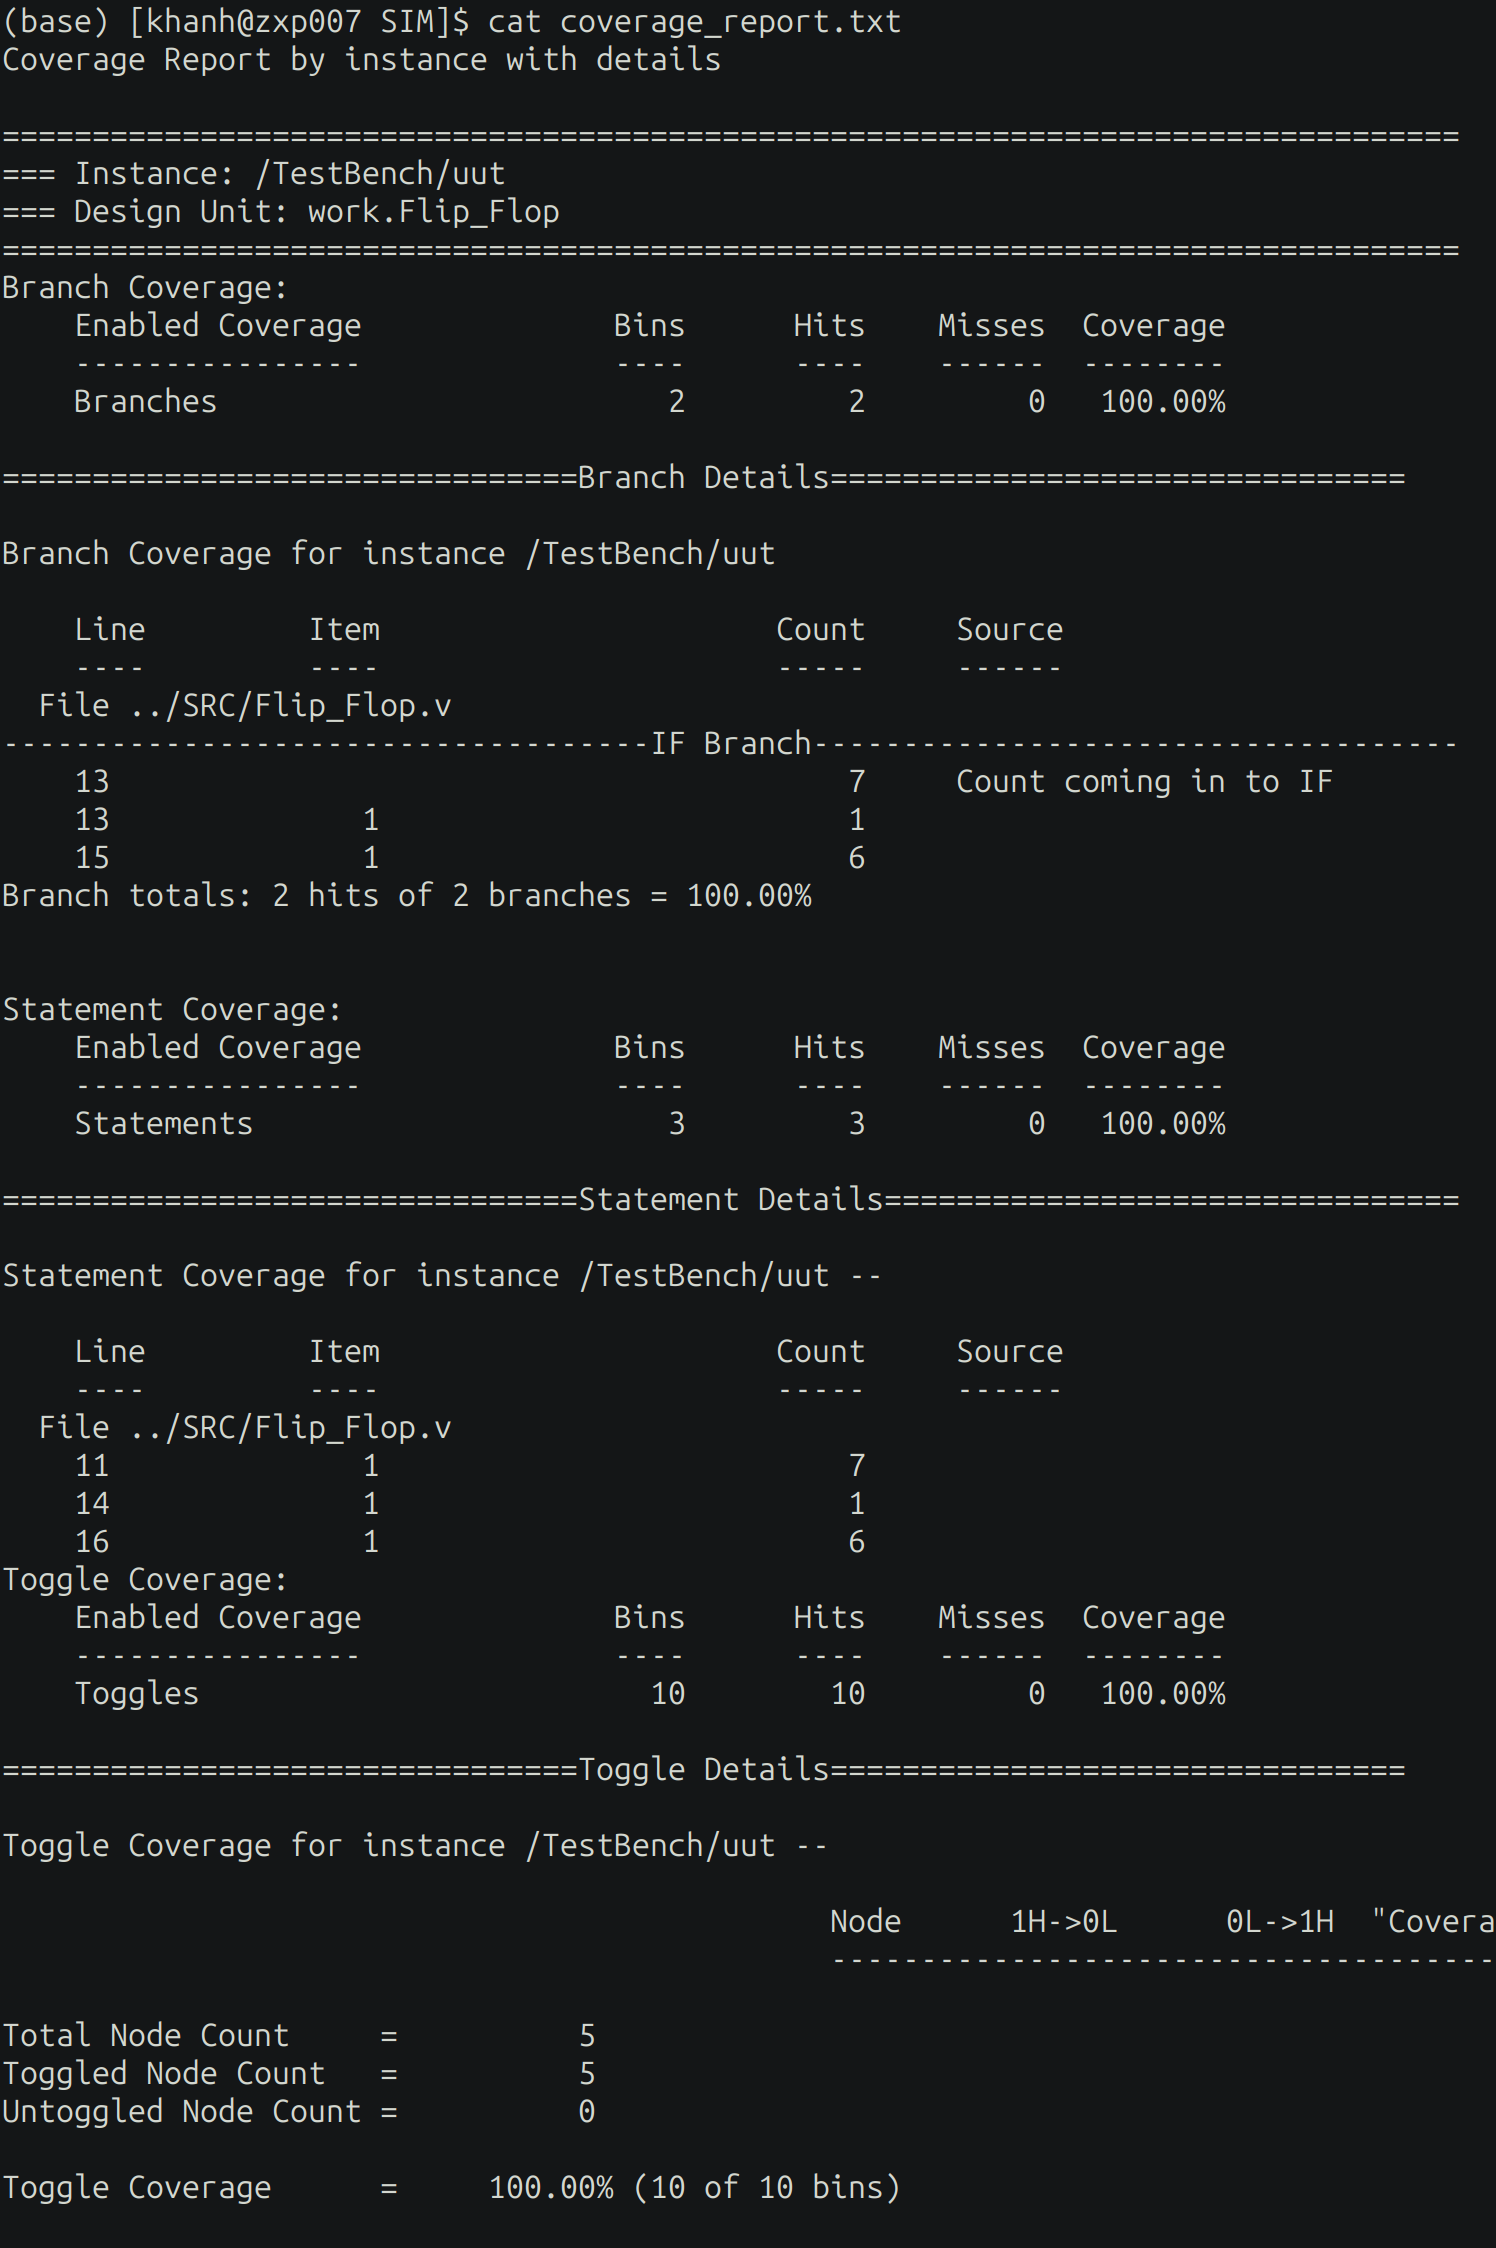 (base) [khanh@zxp007 SIM]$ cat coverage_report.txt
Coverage Report by instance with details

=================================================================================
=== Instance: /TestBench/uut
=== Design Unit: work.Flip_Flop
=================================================================================
Branch Coverage:
    Enabled Coverage              Bins      Hits    Misses  Coverage
    ----------------              ----      ----    ------  --------
    Branches                         2         2         0   100.00%

================================Branch Details================================

Branch Coverage for instance /TestBench/uut

    Line         Item                      Count     Source
    ----         ----                      -----     ------
  File ../SRC/Flip_Flop.v
------------------------------------IF Branch------------------------------------
    13                                         7     Count coming in to IF
    13              1                          1
    15              1                          6
Branch totals: 2 hits of 2 branches = 100.00%


Statement Coverage:
    Enabled Coverage              Bins      Hits    Misses  Coverage
    ----------------              ----      ----    ------  --------
    Statements                       3         3         0   100.00%

================================Statement Details================================

Statement Coverage for instance /TestBench/uut --

    Line         Item                      Count     Source
    ----         ----                      -----     ------
  File ../SRC/Flip_Flop.v
    11              1                          7
    14              1                          1
    16              1                          6
Toggle Coverage:
    Enabled Coverage              Bins      Hits    Misses  Coverage
    ----------------              ----      ----    ------  --------
    Toggles                         10        10         0   100.00%

================================Toggle Details================================

Toggle Coverage for instance /TestBench/uut --

                                              Node      1H->0L      0L->1H  "Covera
                                              -------------------------------------

Total Node Count     =          5
Toggled Node Count   =          5
Untoggled Node Count =          0

Toggle Coverage      =     100.00% (10 of 10 bins)